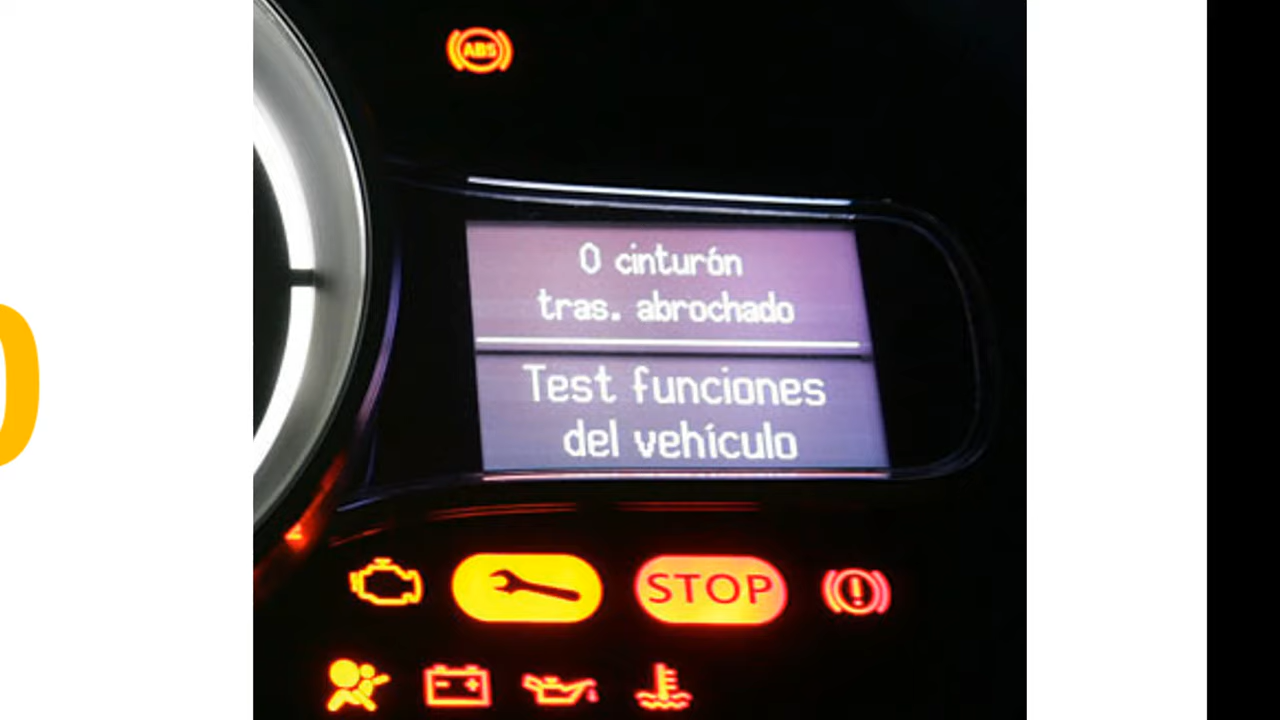 ABS
0 cinturón
tras. abrochado
Test funciones
del vehículo
STOP